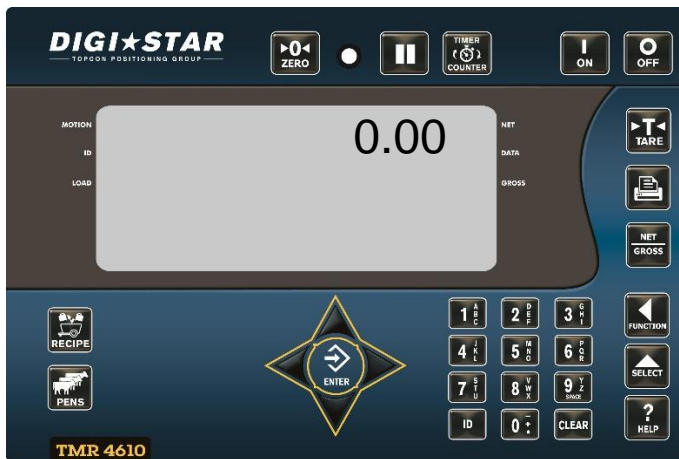 DIGI★STAR
TOPCON POSITIONING GROUP
▸0◂
ZERO
TIMER
COUNTER
I
ON
O
OFF
MOTION
ID
LOAD
0.00
NET
DATA
GROSS
▸T◂
TARE
NET
GROSS
RECIPE
PENS
ENTER
1 A B C
2 D E F
3 G H I
4 J K L
5 M N O
6 P Q R
7 S T U
8 V W X
9 Y Z SPACE
ID
0 - + *
CLEAR
FUNCTION
SELECT
?
HELP
TMR 4610